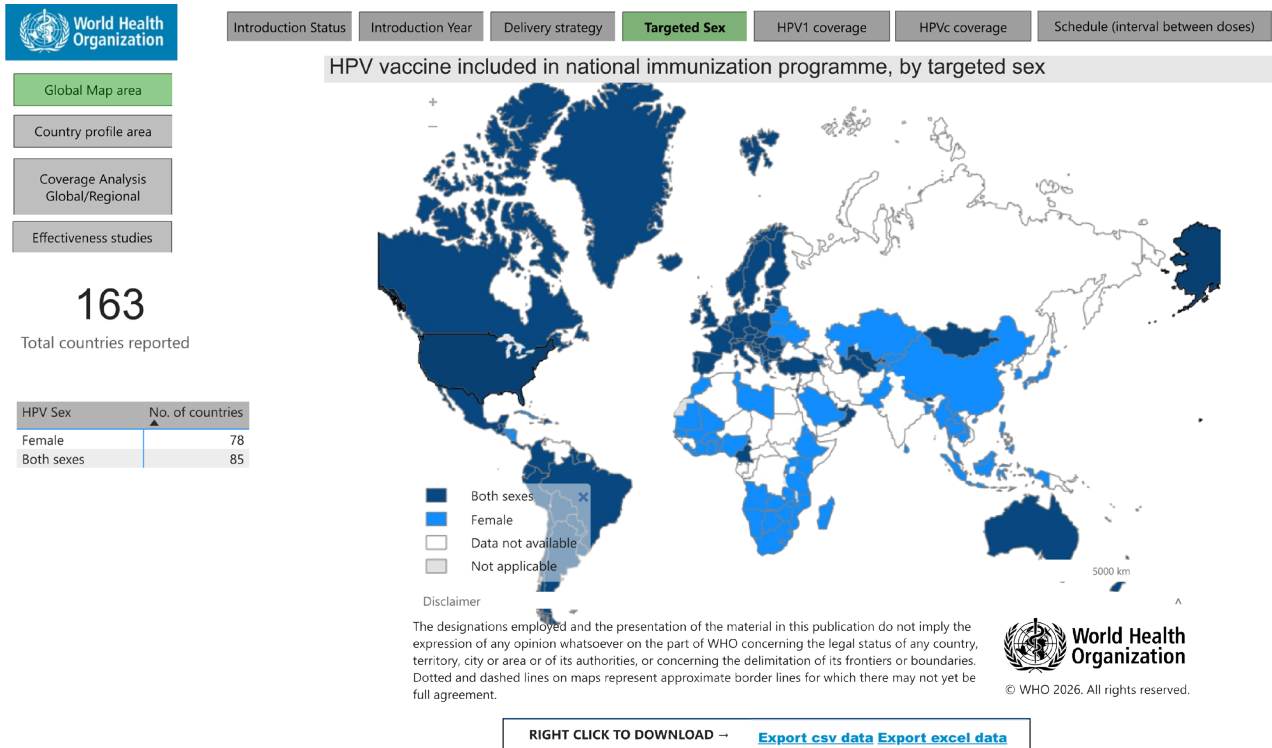 World Health
Organization
Introduction Status
Introduction Year
Delivery strategy
Targeted Sex
HPV1 coverage
HPVc coverage
Schedule (interval between doses)
HPV vaccine included in national immunization programme, by targeted sex
Global Map area
Country profile area
Coverage Analysis
Global/Regional
Effectiveness studies
163
Total countries reported
HPV Sex No. of countries
Female 78
Both sexes 85
+
−
Both sexes
Female
Data not available
Not applicable
5000 km
Disclaimer
The designations employed and the presentation of the material in this publication do not imply the
expression of any opinion whatsoever on the part of WHO concerning the legal status of any country,
territory, city or area or of its authorities, or concerning the delimitation of its frontiers or boundaries.
Dotted and dashed lines on maps represent approximate border lines for which there may not yet be
full agreement.
World Health
Organization
© WHO 2026. All rights reserved.
RIGHT CLICK TO DOWNLOAD → Export csv data Export excel data